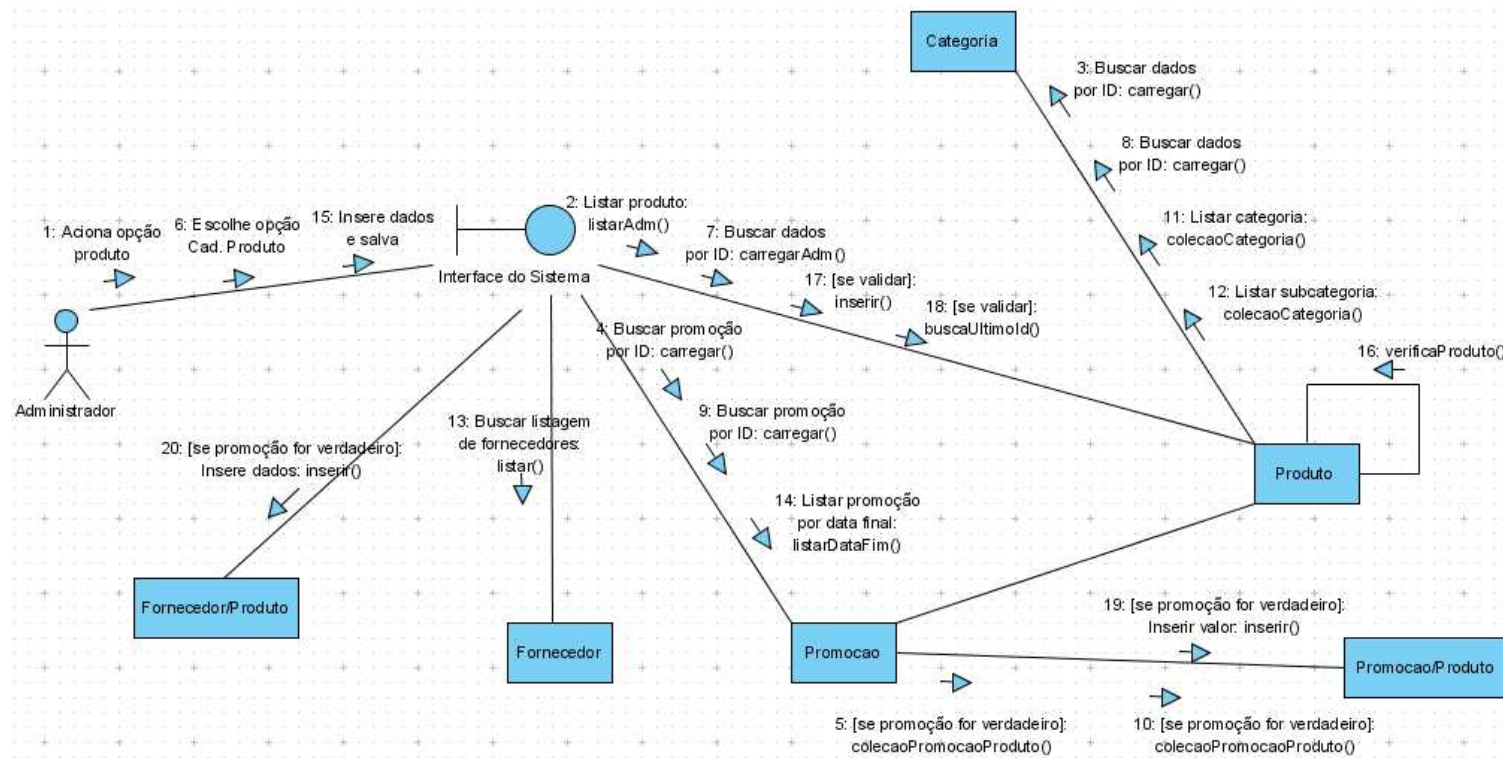 Categoria
3: Buscar dados
por ID: carregar()
8: Buscar dados
por ID: carregar()
11: Listar categoria:
colecaoCategoria()
12: Listar subcategoria:
colecaoCategoria()
16: verificaProduto()
1: Aciona opção
produto
6: Escolhe opção
Cad. Produto
15: Insere dados
e salva
Interface do Sistema
2: Listar produto:
listarAdm()
7: Buscar dados
por ID: carregarAdm()
17: [se validar]:
inserir()
18: [se validar]:
buscaUltimoId()
4: Buscar promoção
por ID: carregar()
9: Buscar promoção
por ID: carregar()
14: Listar promoção
por data final:
listarDataFim()
Administrador
13: Buscar listagem
de fornecedores:
listar()
20: [se promoção for verdadeiro]:
Insere dados: inserir()
Produto
Fornecedor/Produto
Fornecedor
Promocao
19: [se promoção for verdadeiro]:
Inserir valor: inserir()
Promocao/Produto
5: [se promoção for verdadeiro]:
colecaoPromocaoProduto()
10: [se promoção for verdadeiro]:
colecaoPromocaoProduto()